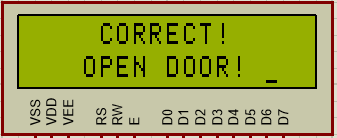 CORRECT!
OPEN DOOR! _
VSS VDD VEE RS RW E D0 D1 D2 D3 D4 D5 D6 D7